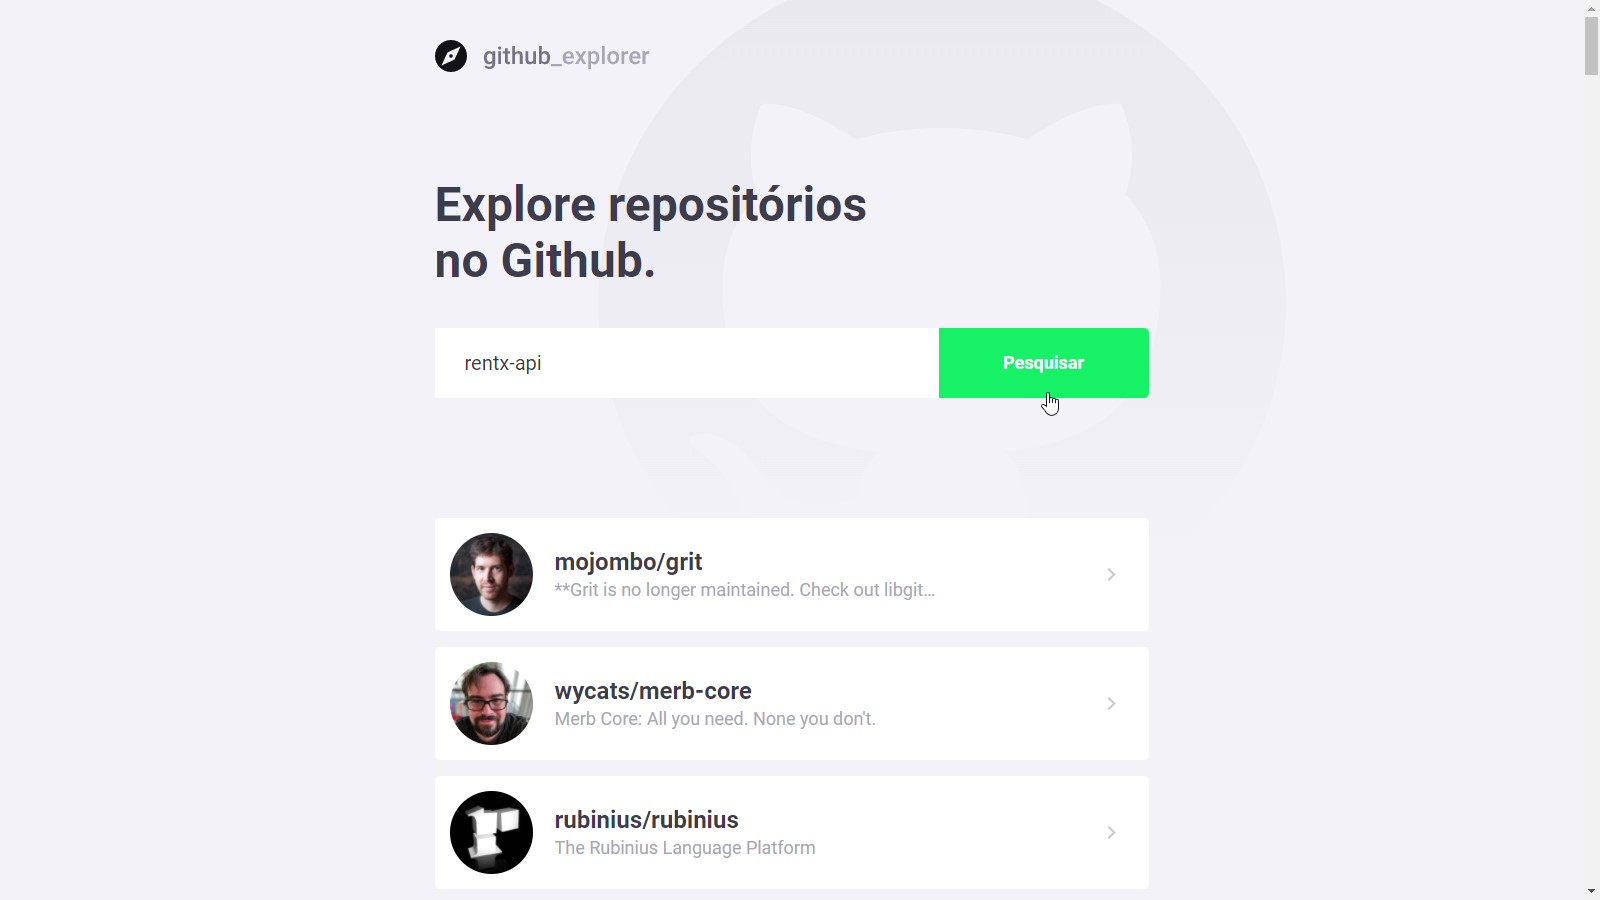 github_explorer
Explore repositórios
no Github.
rentx-api
Pesquisar
mojombo/grit
**Grit is no longer maintained. Check out libgit...
wycats/merb-core
Merb Core: All you need. None you don't.
rubinius/rubinius
The Rubinius Language Platform